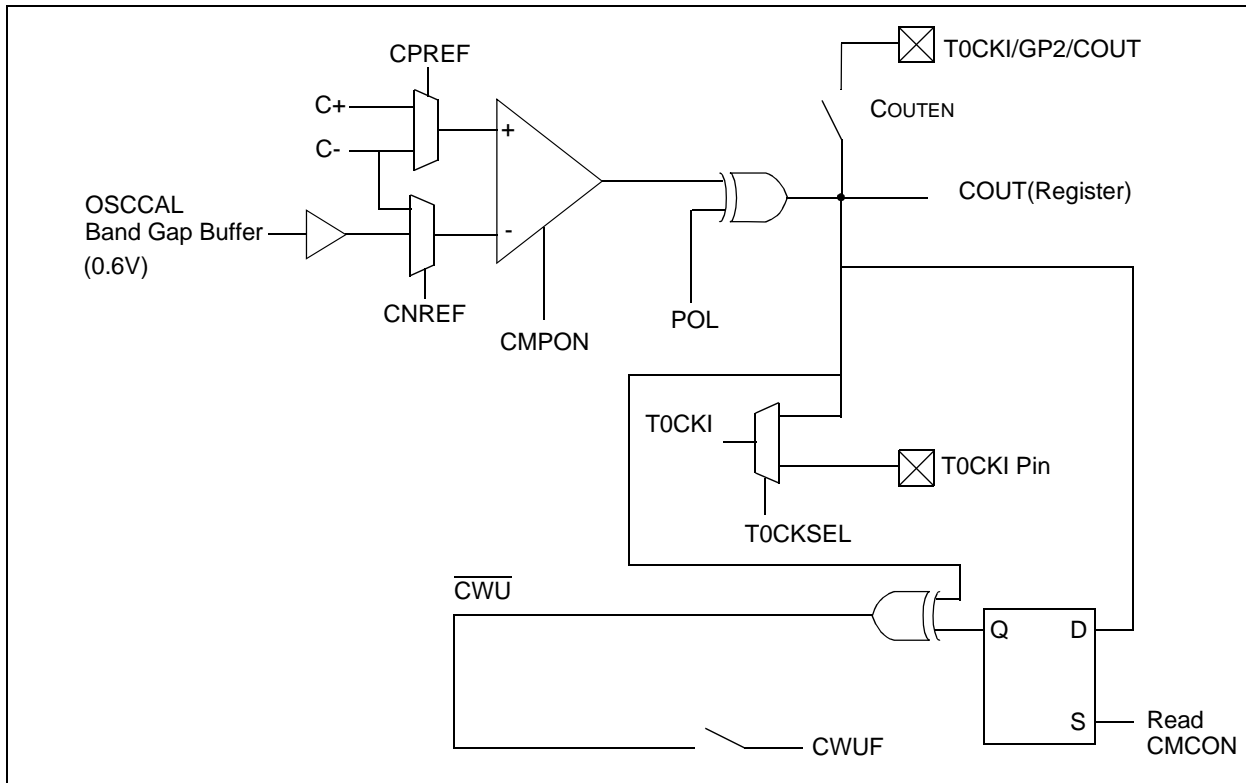 CPREF
T0CKI/GP2/COUT
C+
+
COUTEN
C-
COUT(Register)
OSCCAL
Band Gap Buffer
(0.6V)
-
CNREF
POL
CMPON
T0CKI
T0CKI Pin
T0CKSEL
CWU
Q
D
S
Read
CMCON
CWUF